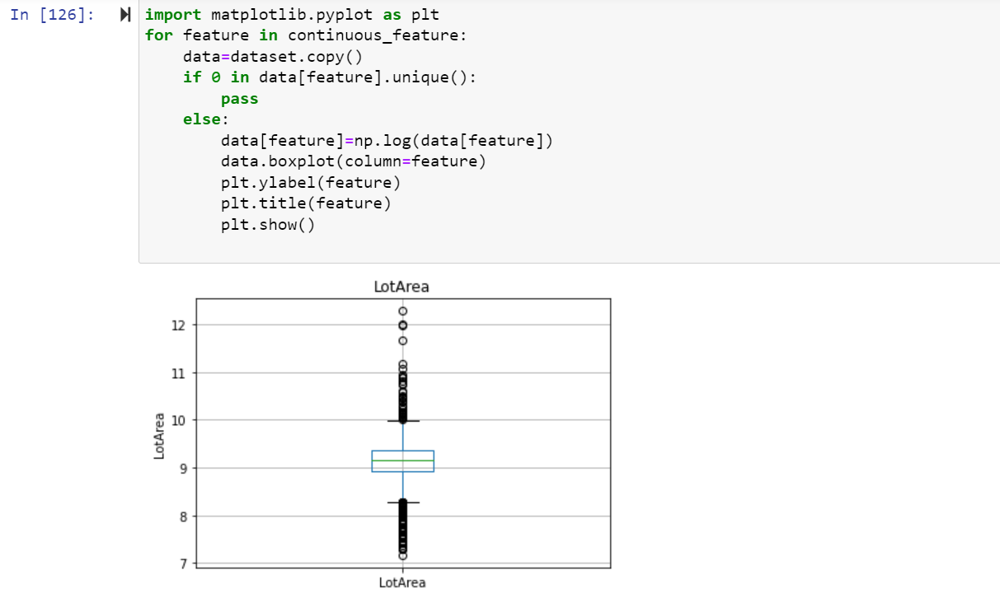 In [126]:
import matplotlib.pyplot as plt
for feature in continuous_feature:
    data=dataset.copy()
    if 0 in data[feature].unique():
        pass
    else:
        data[feature]=np.log(data[feature])
        data.boxplot(column=feature)
        plt.ylabel(feature)
        plt.title(feature)
        plt.show()
LotArea
12
11
10
9
8
7
LotArea
LotArea